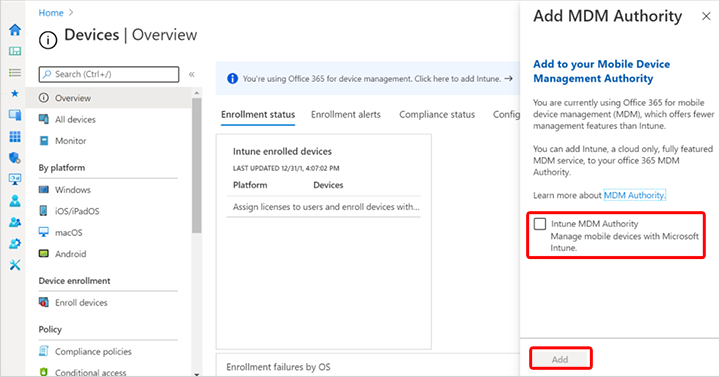 Home >
Devices | Overview
Search (Ctrl+/)
«
Overview
All devices
Monitor
By platform
Windows
iOS/iPadOS
macOS
Android
Device enrollment
Enroll devices
Policy
Compliance policies
Conditional access
You're using Office 365 for device management. Click here to add Intune. →
Enrollment status Enrollment alerts Compliance status Config
Intune enrolled devices
LAST UPDATED 12/31/1, 4:07:02 PM
Platform Devices
Assign licenses to users and enroll devices with...
Enrollment failures by OS
Add MDM Authority
Add to your Mobile Device
Management Authority
You are currently using Office 365 for mobile
device management (MDM), which offers fewer
management features than Intune.
You can add Intune, a cloud only, fully featured
MDM service, to your office 365 MDM
Authority.
Learn more about MDM Authority.
Intune MDM Authority
Manage mobile devices with Microsoft
Intune.
Add